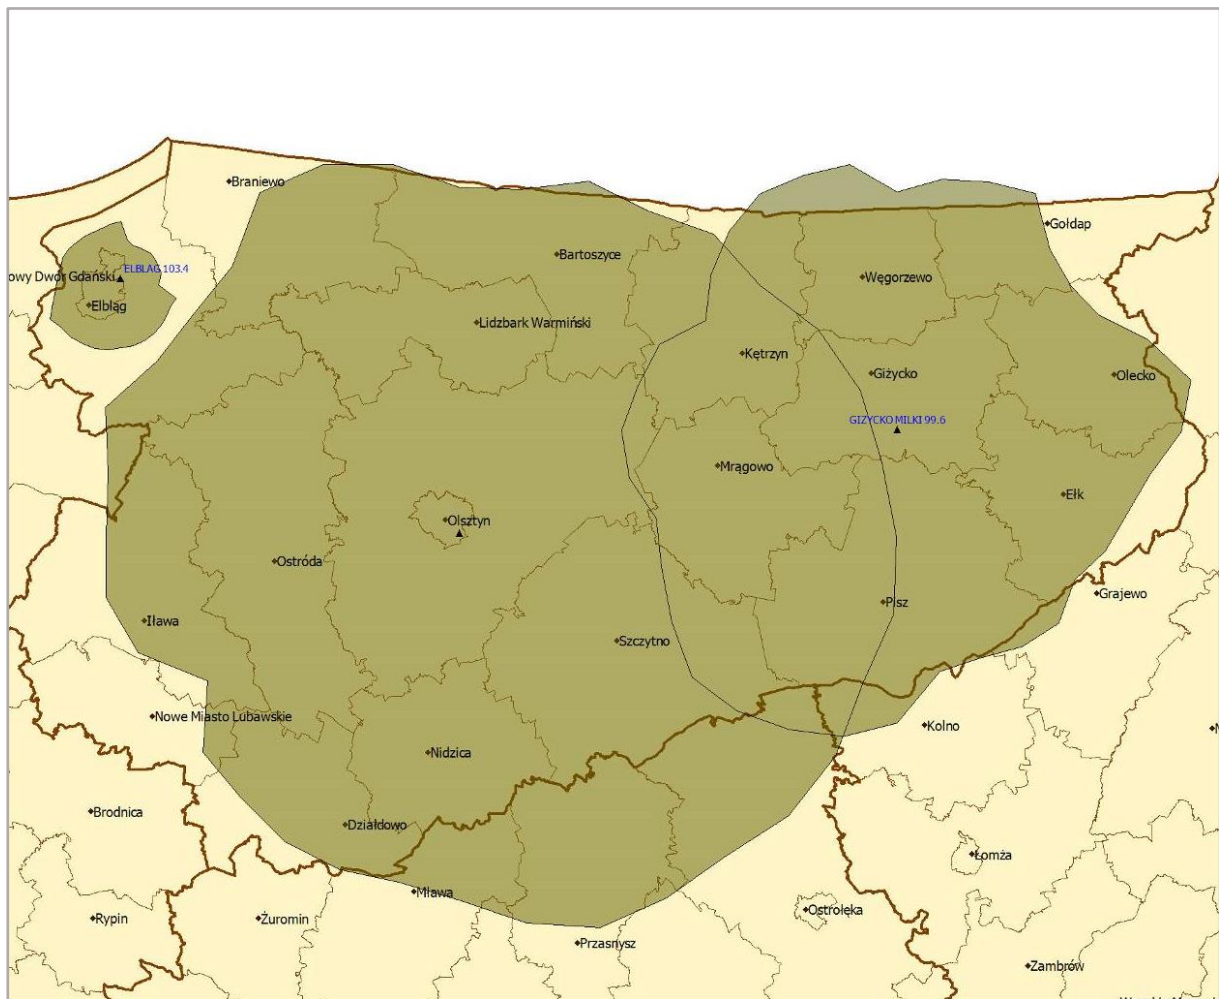 Braniewo
Gołdap
Bartoszyce
ELBLAG 103.4
owy Dwór Gdański
Węgorzewo
Elbląg
Lidzbark Warmiński
Kętrzyn
Giżycko
Olecko
GIZYCKO MILKI 99.6
Mrągowo
Ełk
Olsztyn
Ostróda
Grajewo
Pisz
Iława
Szczytno
Nowe Miasto Lubawskie
Kolno
Nidzica
Brodnica
Działdowo
Łomża
Mława
Ostrołęka
Rypin
Żuromin
Przasnysz
Zambrów